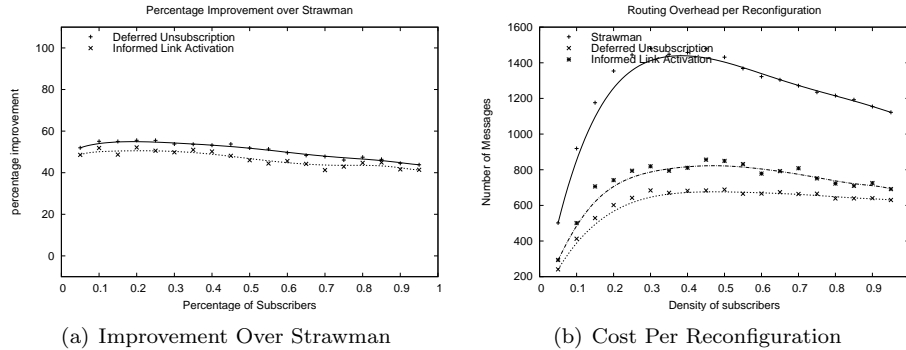 Percentage Improvement over Strawman
Deferred Unsubscription
Informed Link Activation
100
80
60
40
20
0
percentage improvement
0 0.1 0.2 0.3 0.4 0.5 0.6 0.7 0.8 0.9 1
Percentage of Subscribers
(a) Improvement Over Strawman
Routing Overhead per Reconfiguration
Strawman
Deferred Unsubscription
Informed Link Activation
1600
1400
1200
1000
800
600
400
200
Number of Messages
0 0.1 0.2 0.3 0.4 0.5 0.6 0.7 0.8 0.9 1
Density of subscribers
(b) Cost Per Reconfiguration